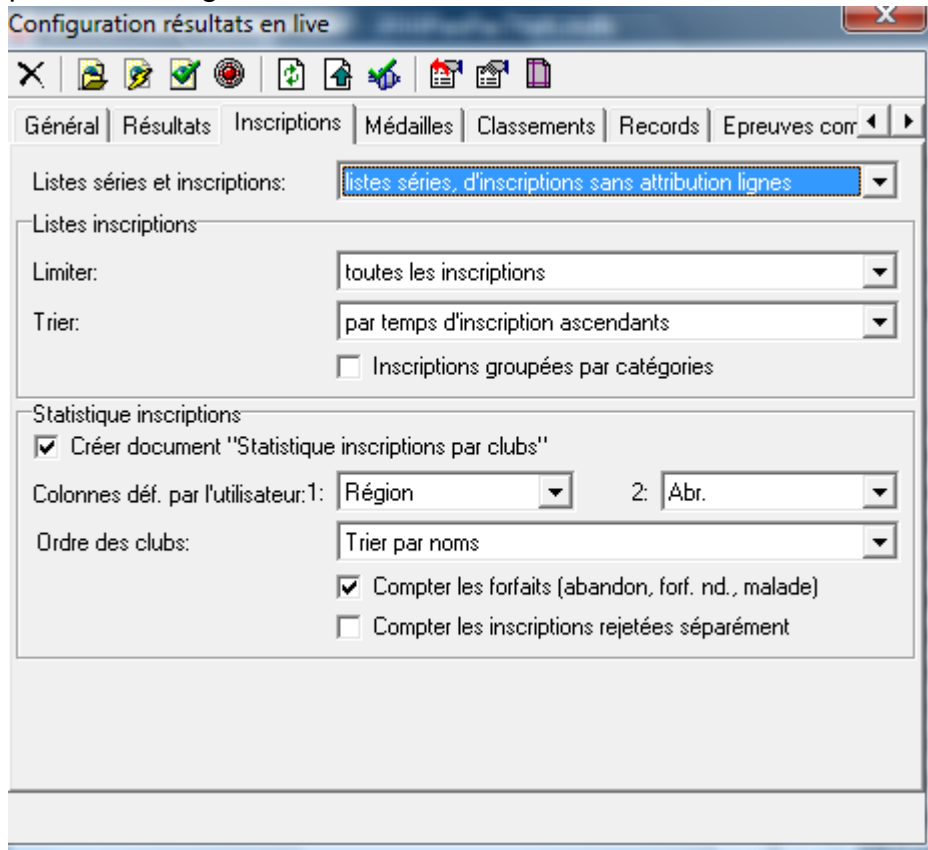 Configuration résultats en live
Général Résultats Inscriptions Médailles Classements Records Epreuves com
Listes séries et inscriptions: listes séries, d'inscriptions sans attribution lignes
Listes inscriptions
Limiter: toutes les inscriptions
Trier: par temps d'inscription ascendants
Inscriptions groupées par catégories
Statistique inscriptions
Créer document "Statistique inscriptions par clubs"
Colonnes déf. par l'utilisateur:1: Région 2: Abr.
Ordre des clubs: Trier par noms
Compter les forfaits (abandon, forf. nd., malade)
Compter les inscriptions rejetées séparément